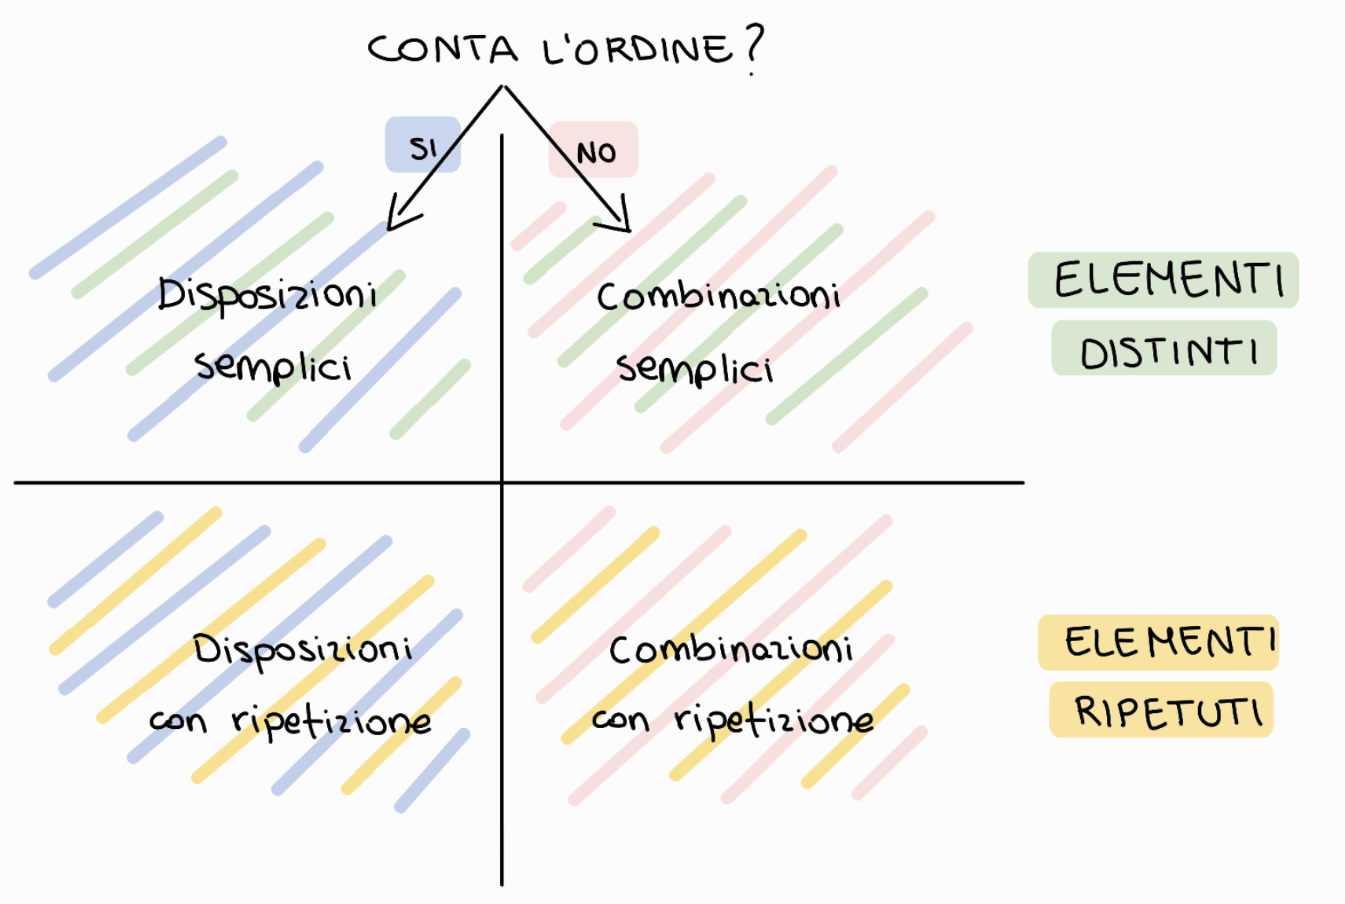 CONTA L'ORDINE?
SI
NO
Disposizioni
semplici
Combinazioni
semplici
ELEMENTI
DISTINTI
Disposizioni
con ripetizione
Combinazioni
con ripetizione
ELEMENTI
RIPETUTI